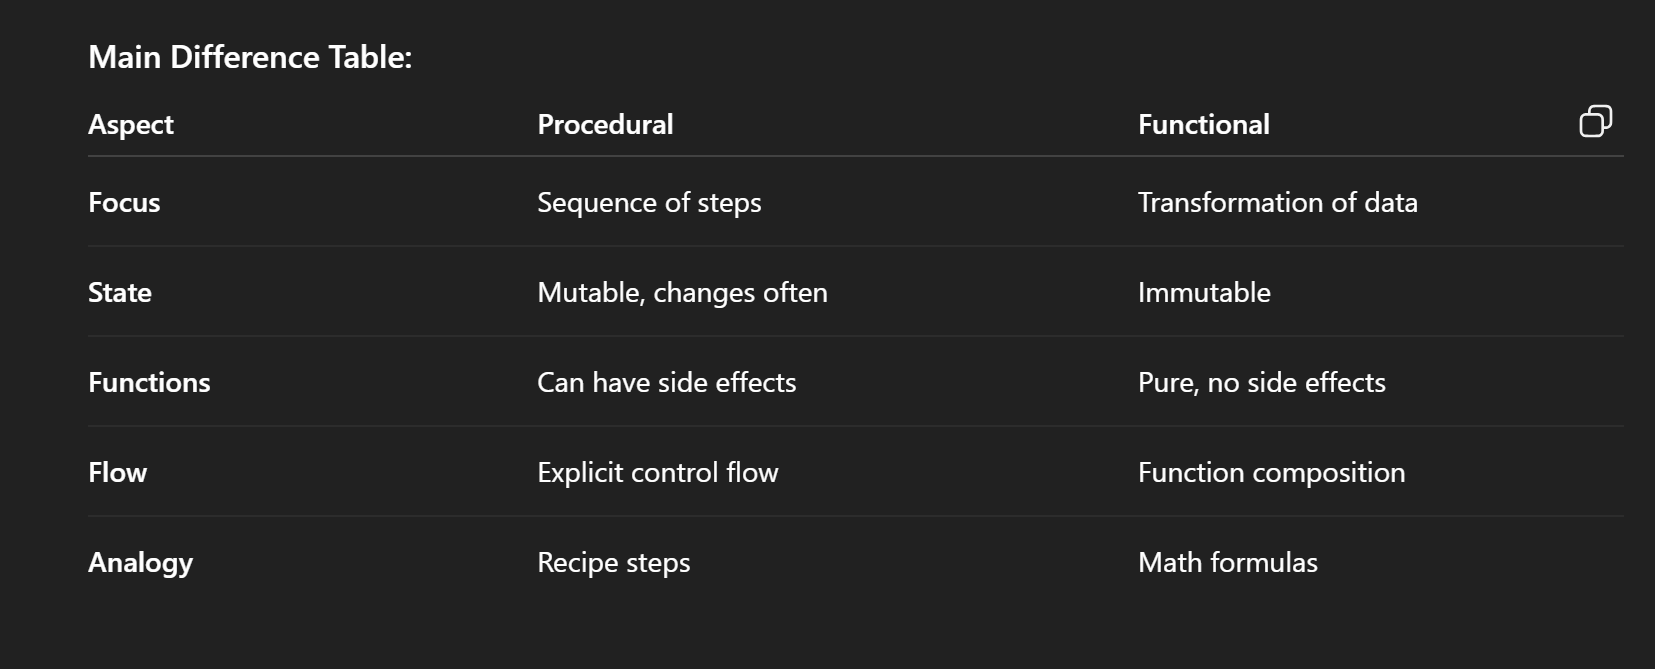 Main Difference Table:
Aspect Procedural Functional
Focus Sequence of steps Transformation of data
State Mutable, changes often Immutable
Functions Can have side effects Pure, no side effects
Flow Explicit control flow Function composition
Analogy Recipe steps Math formulas